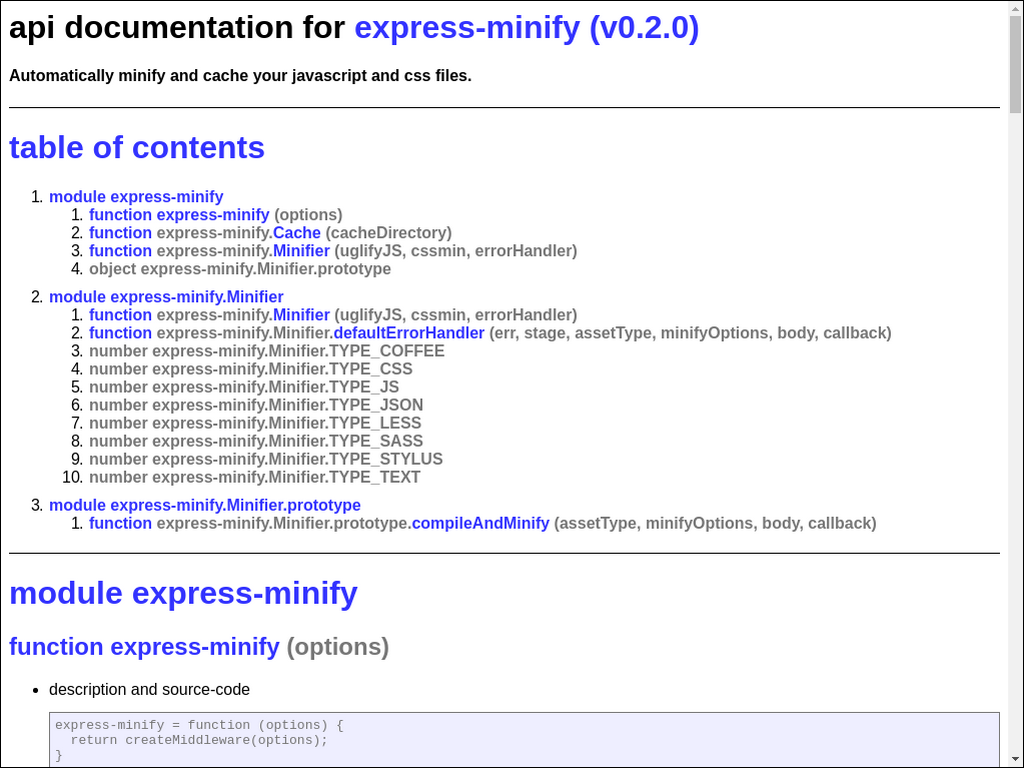 api documentation for express-minify (v0.2.0)
Automatically minify and cache your javascript and css files.
table of contents
1. module express-minify
1. function express-minify (options)
2. function express-minify.Cache (cacheDirectory)
3. function express-minify.Minifier (uglifyJS, cssmin, errorHandler)
4. object express-minify.Minifier.prototype
2. module express-minify.Minifier
1. function express-minify.Minifier (uglifyJS, cssmin, errorHandler)
2. function express-minify.Minifier.defaultErrorHandler (err, stage, assetType, minifyOptions, body, callback)
3. number express-minify.Minifier.TYPE_COFFEE
4. number express-minify.Minifier.TYPE_CSS
5. number express-minify.Minifier.TYPE_JS
6. number express-minify.Minifier.TYPE_JSON
7. number express-minify.Minifier.TYPE_LESS
8. number express-minify.Minifier.TYPE_SASS
9. number express-minify.Minifier.TYPE_STYLUS
10. number express-minify.Minifier.TYPE_TEXT
3. module express-minify.Minifier.prototype
1. function express-minify.Minifier.prototype.compileAndMinify (assetType, minifyOptions, body, callback)
module express-minify
function express-minify (options)
• description and source-code
express-minify = function (options) {
  return createMiddleware(options);
}